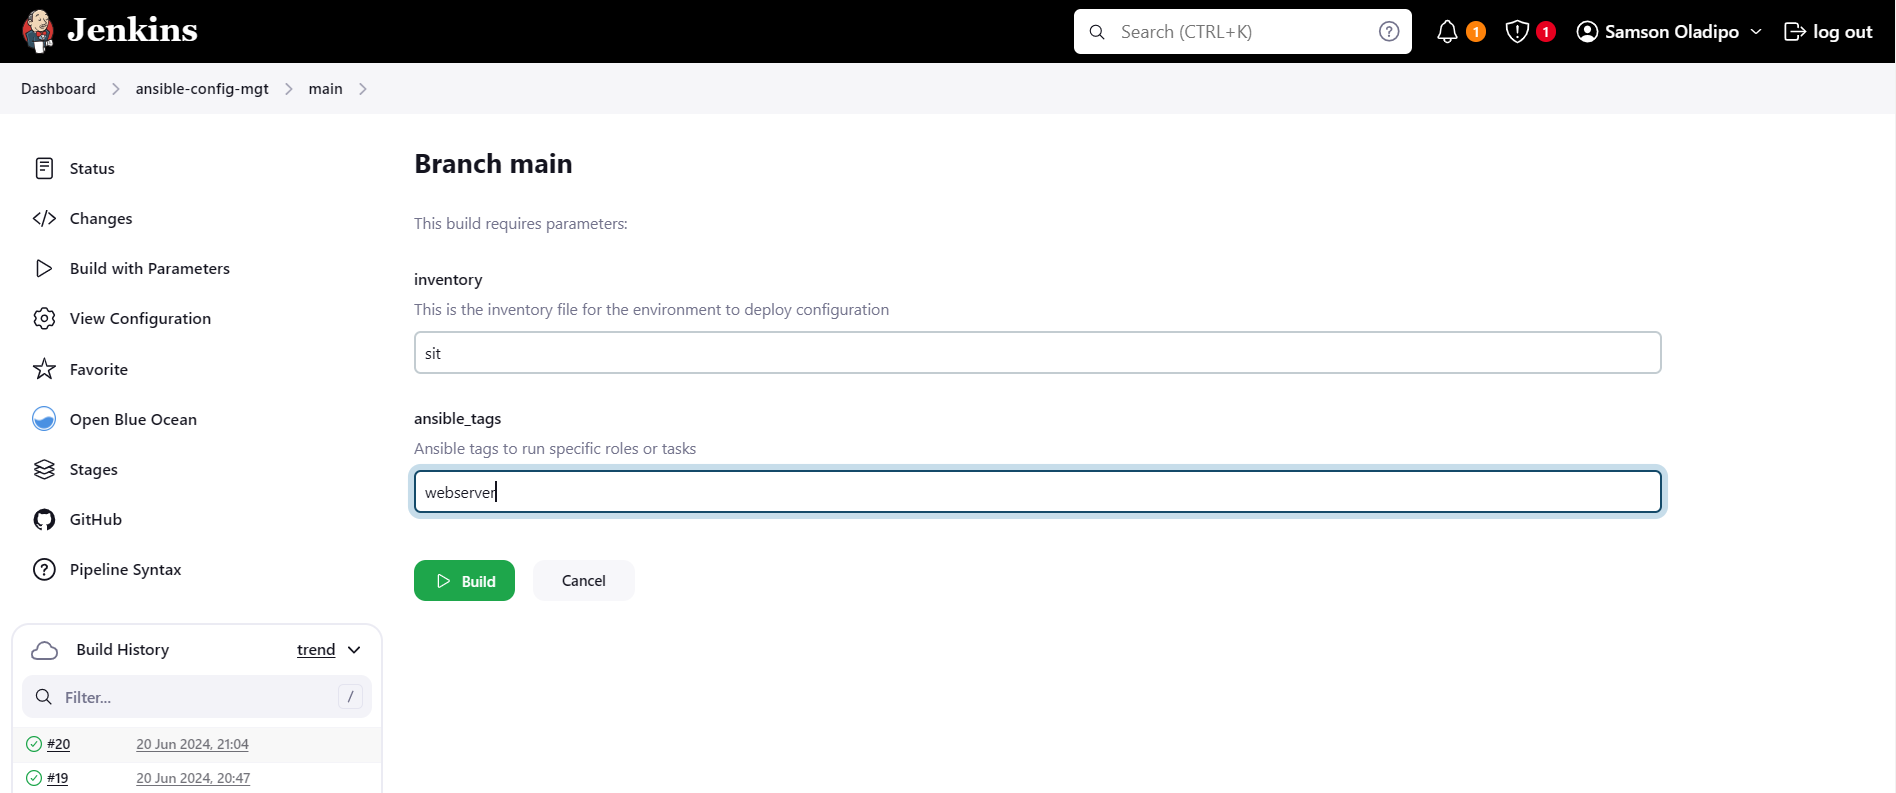 Jenkins
Search (CTRL+K)
?
1
1
Samson Oladipo
log out
Dashboard > ansible-config-mgt > main >
Status
Changes
Build with Parameters
View Configuration
Favorite
Open Blue Ocean
Stages
GitHub
Pipeline Syntax
Build History
trend
Filter...
/
#20 20 Jun 2024, 21:04
#19 20 Jun 2024, 20:47
Branch main
This build requires parameters:
inventory
This is the inventory file for the environment to deploy configuration
sit
ansible_tags
Ansible tags to run specific roles or tasks
webserver
Build
Cancel